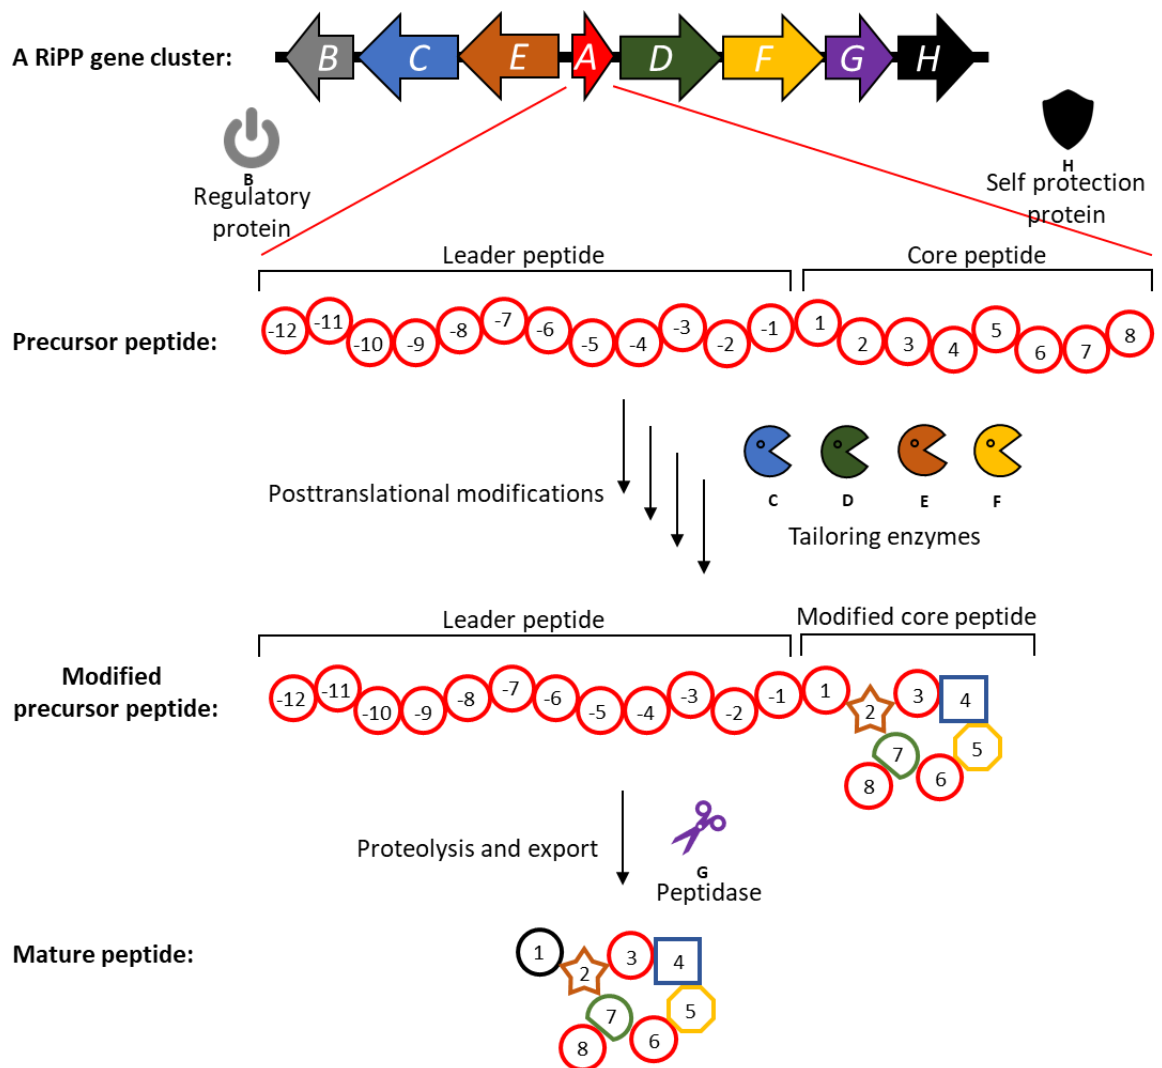 A RiPP gene cluster:
B C E A D F G H
B
Regulatory
protein
H
Self protection
protein
Leader peptide
Core peptide
Precursor peptide:
-12 -11 -10 -9 -8 -7 -6 -5 -4 -3 -2 -1 1 2 3 4 5 6 7 8
Posttranslational modifications
C D E F
Tailoring enzymes
Leader peptide
Modified core peptide
Modified
precursor peptide:
-12 -11 -10 -9 -8 -7 -6 -5 -4 -3 -2 -1 1 2 3 4
5
6
7
8
Proteolysis and export
G
Peptidase
Mature peptide:
1 2 3 4
5
6
7
8